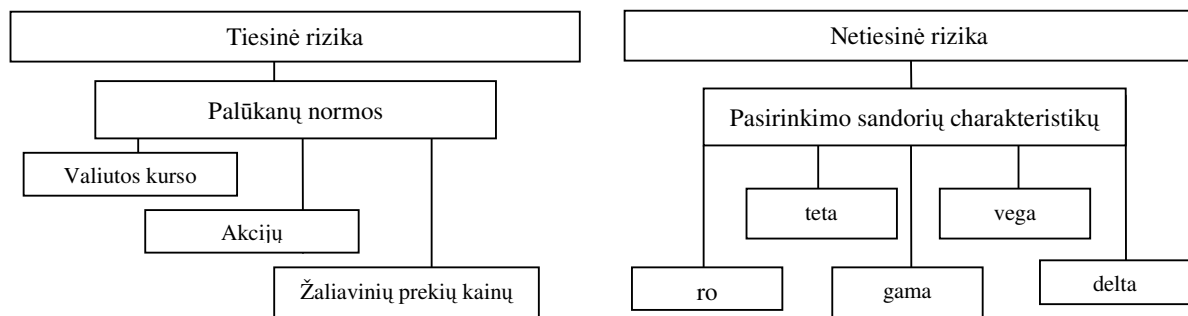 Tiesinė rizika
Palūkanų normos
Valiutos kurso
Akcijų
Žaliavinių prekių kainų
Netiesinė rizika
Pasirinkimo sandorių charakteristikų
teta
vega
ro
gama
delta